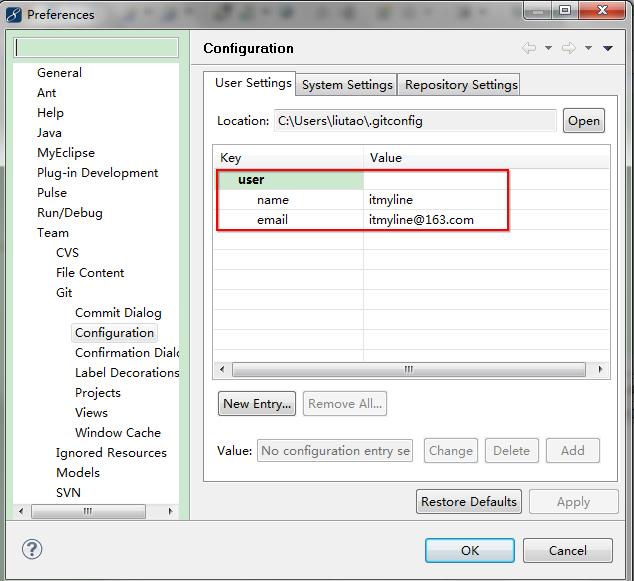 Preferences
Configuration
General
Ant
Help
Java
MyEclipse
Plug-in Development
Pulse
Run/Debug
Team
CVS
File Content
Git
Commit Dialog
Configuration
Confirmation Dialo
Label Decorations
Projects
Views
Window Cache
Ignored Resources
Models
SVN
User Settings System Settings Repository Settings
Location: C:\Users\liutao\.gitconfig Open
Key Value
user
name itmyline
email itmyline@163.com
New Entry... Remove All...
Value: No configuration entry se Change Delete Add
Restore Defaults Apply
? OK Cancel